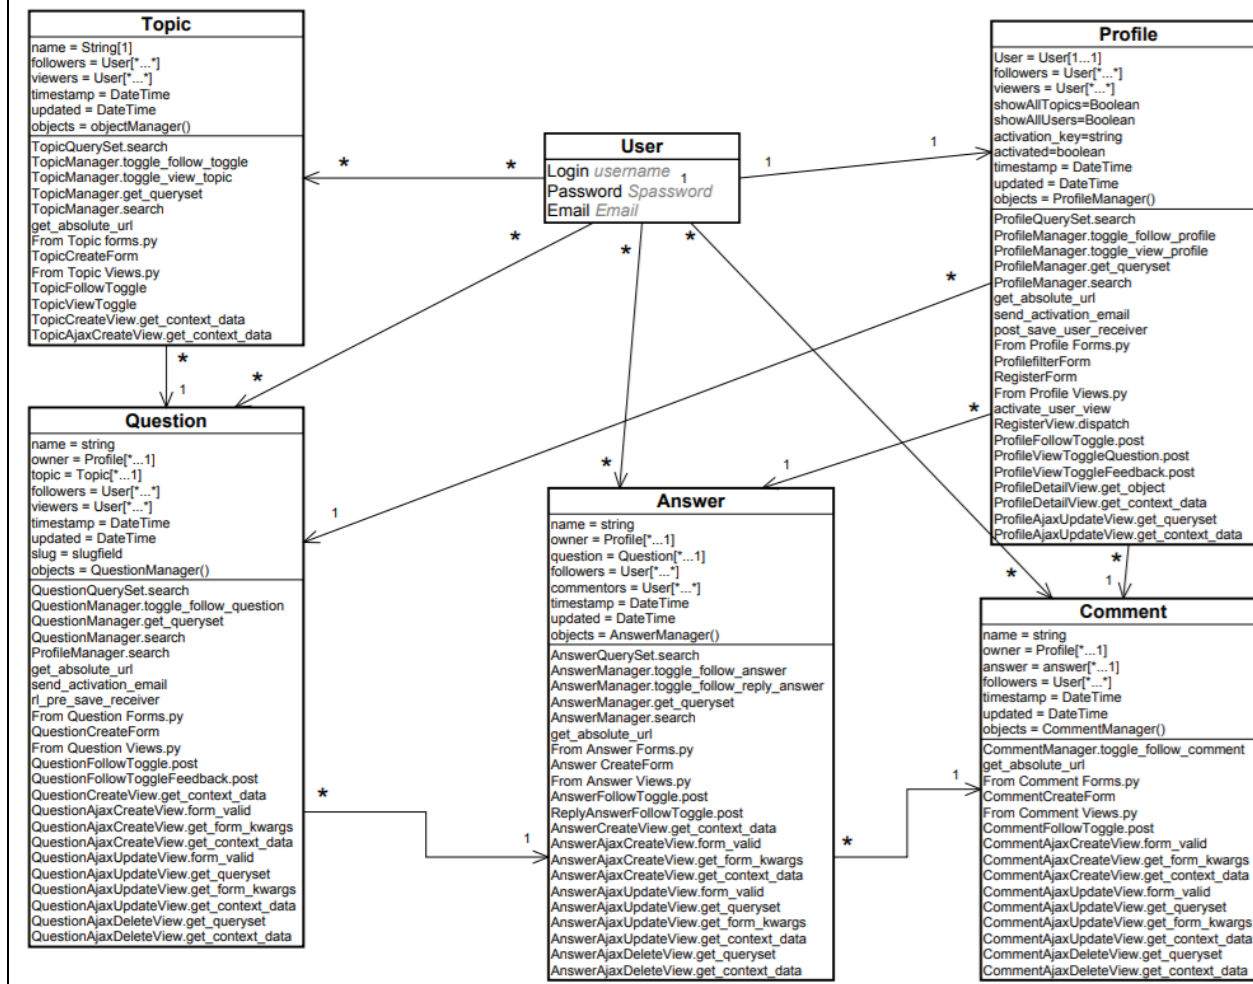 Topic
name = String[1]
followers = User[*...*]
viewers = User[*...*]
timestamp = DateTime
updated = DateTime
objects = objectManager()
TopicQuerySet.search
TopicManager.toggle_follow_toggle
TopicManager.toggle_view_topic
TopicManager.get_queryset
TopicManager.search
get_absolute_url
From Topic forms.py
TopicCreateForm
From Topic Views.py
TopicFollowToggle
TopicViewToggle
TopicCreateView.get_context_data
TopicAjaxCreateView.get_context_data
User
Login username
Password Spassword
Email Email
Profile
User = User[1...1]
followers = User[*...*]
viewers = User[*...*]
showAllTopics=Boolean
showAllUsers=Boolean
activation_key=string
activated=boolean
timestamp = DateTime
updated = DateTime
objects = ProfileManager()
ProfileQuerySet.search
ProfileManager.toggle_follow_profile
ProfileManager.toggle_view_profile
ProfileManager.get_queryset
ProfileManager.search
get_absolute_url
send_activation_email
post_save_user_receiver
From Profile Forms.py
ProfilefilterForm
RegisterForm
From Profile Views.py
activate_user_view
RegisterView.dispatch
ProfileFollowToggle.post
ProfileViewToggleQuestion.post
ProfileViewToggleFeedback.post
ProfileDetailView.get_object
ProfileDetailView.get_context_data
ProfileAjaxUpdateView.get_queryset
ProfileAjaxUpdateView.get_context_data
* *
1 1 1
* *
* *
* *
* 1
* 1
* 1
* 1
* 1
* 1
Question
name = string
owner = Profile[*...1]
topic = Topic[*...1]
followers = User[*...*]
viewers = User[*...*]
timestamp = DateTime
updated = DateTime
slug = slugfield
objects = QuestionManager()
QuestionQuerySet.search
QuestionManager.toggle_follow_question
QuestionManager.get_queryset
QuestionManager.search
ProfileManager.search
get_absolute_url
send_activation_email
rl_pre_save_receiver
From Question Forms.py
QuestionCreateForm
From Question Views.py
QuestionFollowToggle.post
QuestionFollowToggleFeedback.post
QuestionCreateView.get_context_data
QuestionAjaxCreateView.form_valid
QuestionAjaxCreateView.get_form_kwargs
QuestionAjaxCreateView.get_context_data
QuestionAjaxUpdateView.form_valid
QuestionAjaxUpdateView.get_queryset
QuestionAjaxUpdateView.get_form_kwargs
QuestionAjaxUpdateView.get_context_data
QuestionAjaxDeleteView.get_queryset
QuestionAjaxDeleteView.get_context_data
Answer
name = string
owner = Profile[*...1]
question = Question[*...1]
followers = User[*...*]
commentors = User[*...*]
timestamp = DateTime
updated = DateTime
objects = AnswerManager()
AnswerQuerySet.search
AnswerManager.toggle_follow_answer
AnswerManager.toggle_follow_reply_answer
AnswerManager.get_queryset
AnswerManager.search
get_absolute_url
From Answer Forms.py
Answer CreateForm
From Answer Views.py
AnswerFollowToggle.post
ReplyAnswerFollowToggle.post
AnswerCreateView.get_context_data
AnswerAjaxCreateView.form_valid
AnswerAjaxCreateView.get_form_kwargs
AnswerAjaxCreateView.get_context_data
AnswerAjaxUpdateView.form_valid
AnswerAjaxUpdateView.get_queryset
AnswerAjaxUpdateView.get_form_kwargs
AnswerAjaxUpdateView.get_context_data
AnswerAjaxDeleteView.get_queryset
AnswerAjaxDeleteView.get_context_data
Comment
name = string
owner = Profile[*...1]
answer = answer[*...1]
followers = User[*...*]
timestamp = DateTime
updated = DateTime
objects = CommentManager()
CommentManager.toggle_follow_comment
get_absolute_url
From Comment Forms.py
CommentCreateForm
From Comment Views.py
CommentFollowToggle.post
CommentAjaxCreateView.form_valid
CommentAjaxCreateView.get_form_kwargs
CommentAjaxCreateView.get_context_data
CommentAjaxUpdateView.form_valid
CommentAjaxUpdateView.get_queryset
CommentAjaxUpdateView.get_form_kwargs
CommentAjaxUpdateView.get_context_data
CommentAjaxDeleteView.get_queryset
CommentAjaxDeleteView.get_context_data